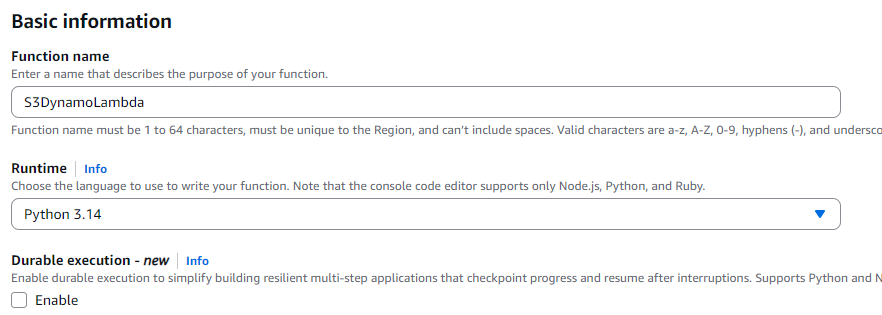 Basic information
Function name
Enter a name that describes the purpose of your function.
S3DynamoLambda
Function name must be 1 to 64 characters, must be unique to the Region, and can't include spaces. Valid characters are a-z, A-Z, 0-9, hyphens (-), and
Runtime Info
Choose the language to use to write your function. Note that the console code editor supports only Node.js, Python, and Ruby.
Python 3.14
Durable execution - new Info
Enable durable execution to simplify building resilient multi-step applications that checkpoint progress and resume after interruptions. Supports Python and
Enable